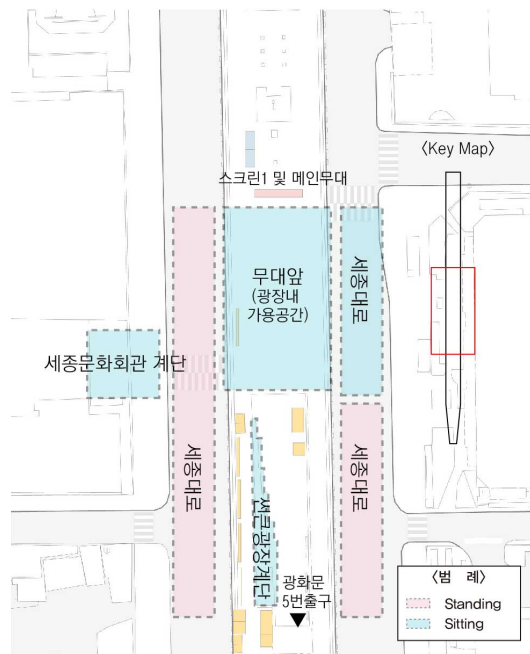 <Key Map>
스크린1 및 메인무대
무대앞
(광장내
가용공간)
세종대로
세종문화회관 계단
세종대로
세종대로
선큰광장계단
광화문
5번출구
<범 례>
Standing
Sitting